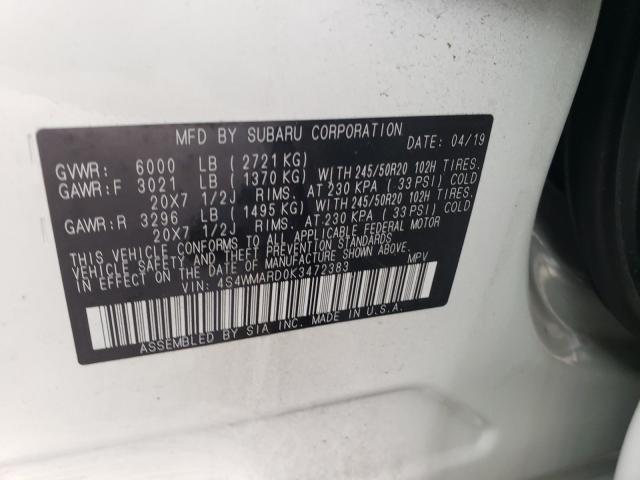 MFD BY SUBARU CORPORATION DATE: 04/19
GVWR: 6000 LB (2721 KG)
GAWR:F 3021 LB (1370 KG) WITH 245/50R20 102H TIRES.
20X7 1/2J RIMS. AT 230 KPA (33 PSI) COLD
GAWR:R 3296 LB (1495 KG) WITH 245/50R20 102H TIRES.
20X7 1/2J RIMS. AT 230 KPA (33 PSI) COLD
THIS VEHICLE CONFORMS TO ALL APPLICABLE FEDERAL MOTOR
VEHICLE SAFETY AND THEFT PREVENTION STANDARDS
IN EFFECT ON THE DATE OF MANUFACTURE SHOWN ABOVE.
VIN: 4S4WMARD0K3472383 MPV
ASSEMBLED BY SIA INC. MADE IN U.S.A.